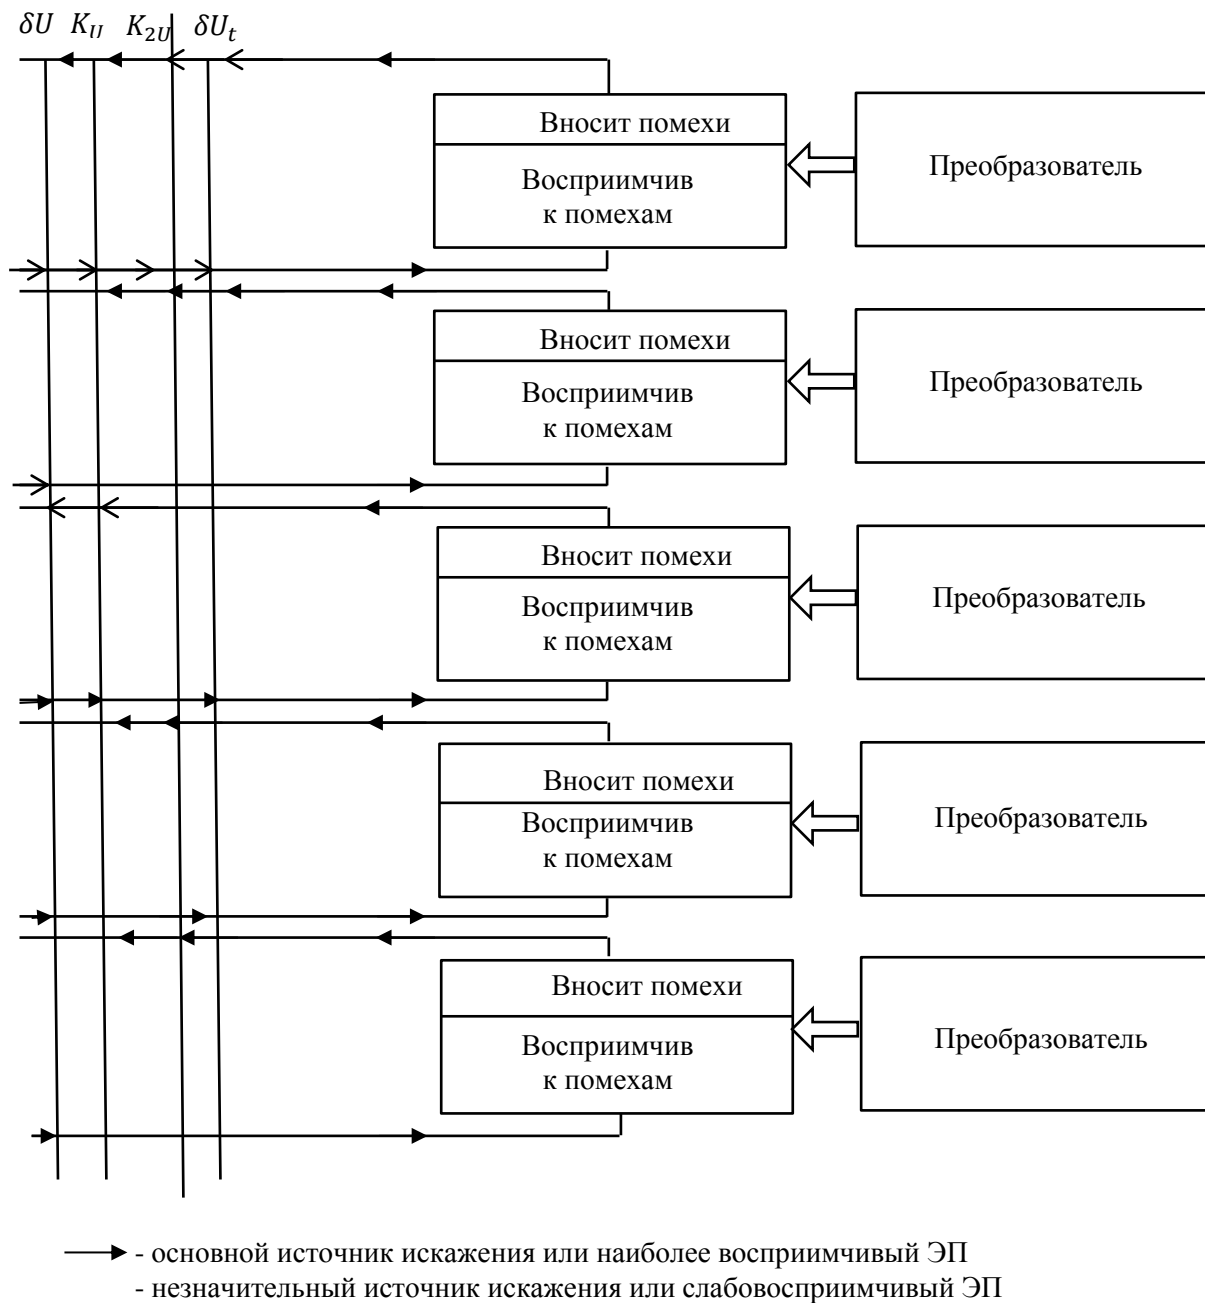 δU K_U K_{2U} δU_t
Вносит помехи
Восприимчив
к помехам
Преобразователь
Вносит помехи
Восприимчив
к помехам
Преобразователь
Вносит помехи
Восприимчив
к помехам
Преобразователь
Вносит помехи
Восприимчив
к помехам
Преобразователь
Вносит помехи
Восприимчив
к помехам
Преобразователь
- основной источник искажения или наиболее восприимчивый ЭП
- незначительный источник искажения или слабовосприимчивый ЭП